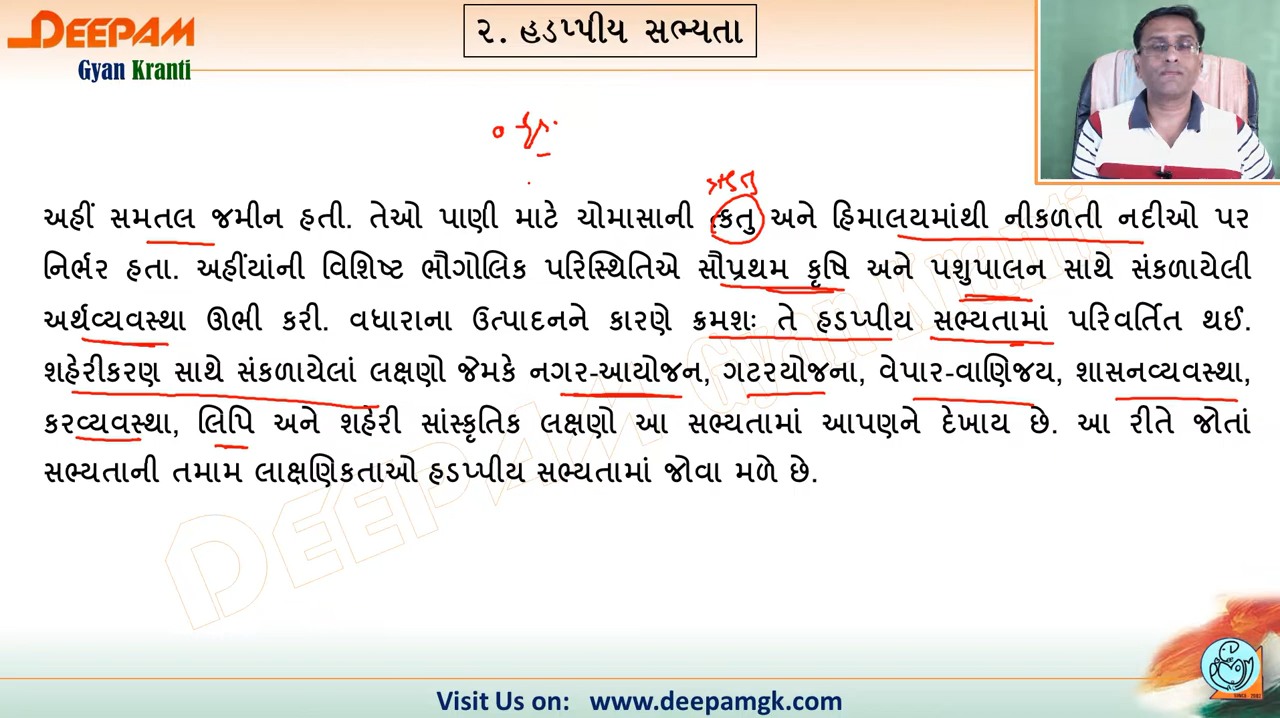 DEEPAM
Gyan Kranti
૨. હડપ્પીય સભ્યતા
ઋતુ
અહીં સમતલ જમીન હતી. તેઓ પાણી માટે ચોમાસાની કતુ અને હિમાલયમાંથી નીકળતી નદીઓ પર
નિર્ભર હતા. અહીંયાંની વિશિષ્ટ ભૌગોલિક પરિસ્થિતિએ સૌપ્રથમ કૃષિ અને પશુપાલન સાથે સંકળાયેલી
અર્થવ્યવસ્થા ઊભી કરી. વધારાના ઉત્પાદનને કારણે ક્રમશઃ તે હડપ્પીય સભ્યતામાં પરિવર્તિત થઈ.
શહેરીકરણ સાથે સંકળાયેલાં લક્ષણો જેમકે નગર-આયોજન, ગટરયોજના, વેપાર-વાણિજય, શાસનવ્યવસ્થા,
કરવ્યવસ્થા, લિપિ અને શહેરી સાંસ્કૃતિક લક્ષણો આ સભ્યતામાં આપણને દેખાય છે. આ રીતે જોતાં
સભ્યતાની તમામ લાક્ષણિકતાઓ હડપ્પીય સભ્યતામાં જોવા મળે છે.
DEEPAM Gyan Kranti
Visit Us on: www.deepamgk.com